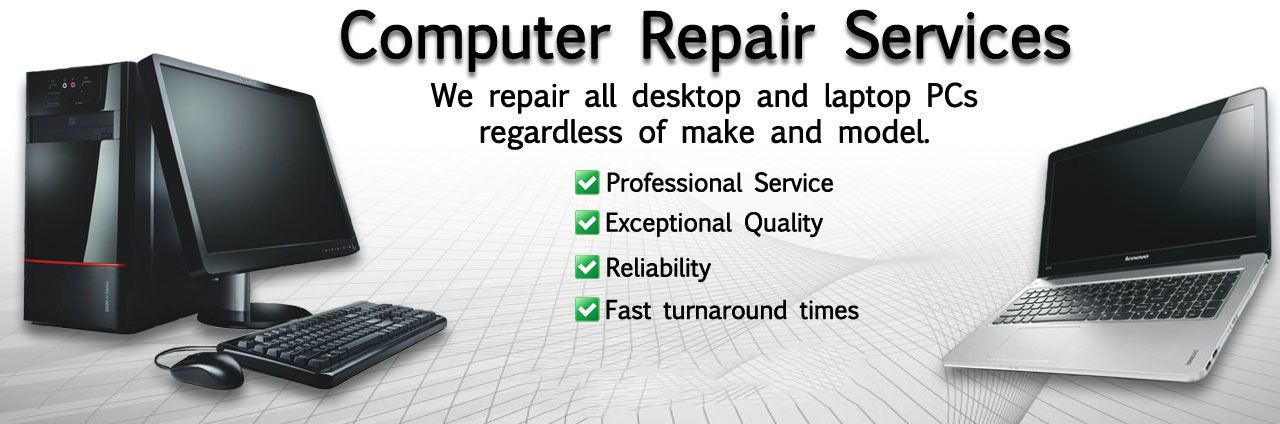 Computer Repair Services
We repair all desktop and laptop PCs
regardless of make and model.
Professional Service
Exceptional Quality
Reliability
Fast turnaround times
lenovo